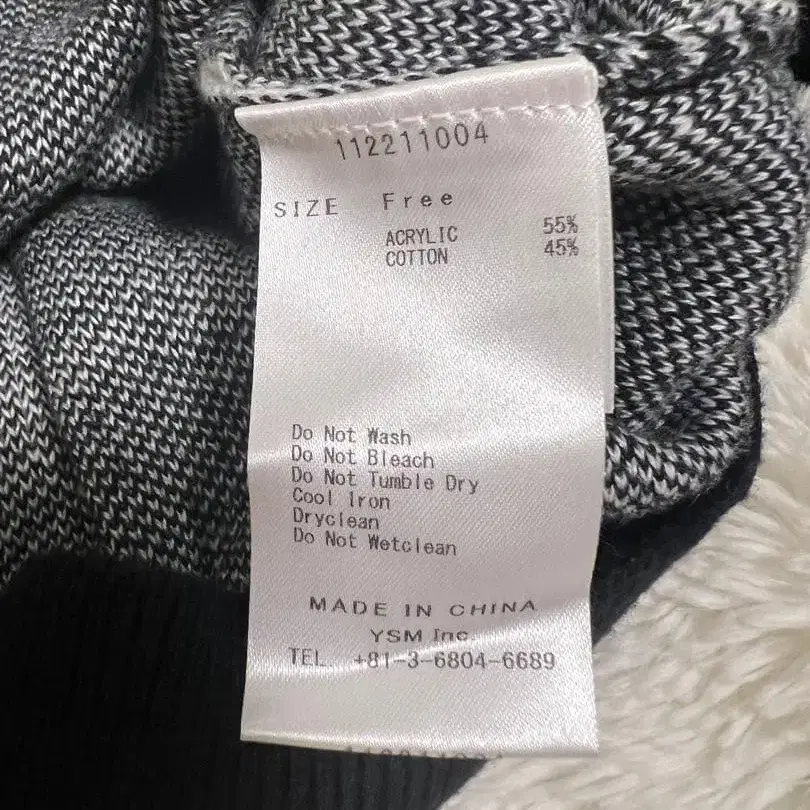 112211004
SIZE Free
ACRYLIC 55%
COTTON 45%
Do Not Wash
Do Not Bleach
Do Not Tumble Dry
Cool Iron
Dryclean
Do Not Wetclean
MADE IN CHINA
YSM Inc.
TEL. +81-3-6804-6689